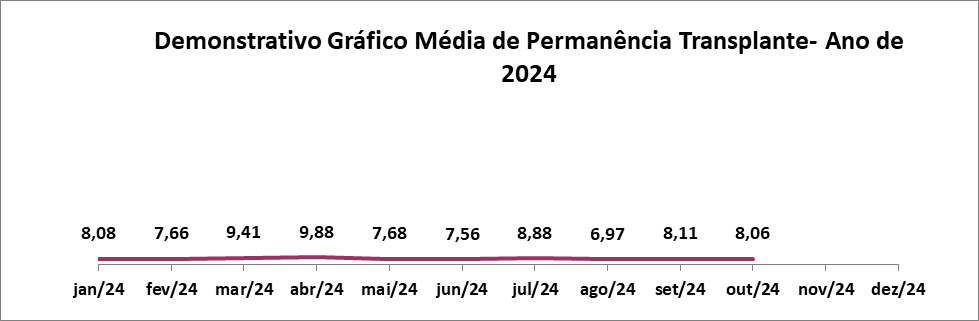 Demonstrativo Gráfico Média de Permanência Transplante- Ano de
2024
8,08 7,66 9,41 9,88 7,68 7,56 8,88 6,97 8,11 8,06
jan/24 fev/24 mar/24 abr/24 mai/24 jun/24 jul/24 ago/24 set/24 out/24 nov/24 dez/24